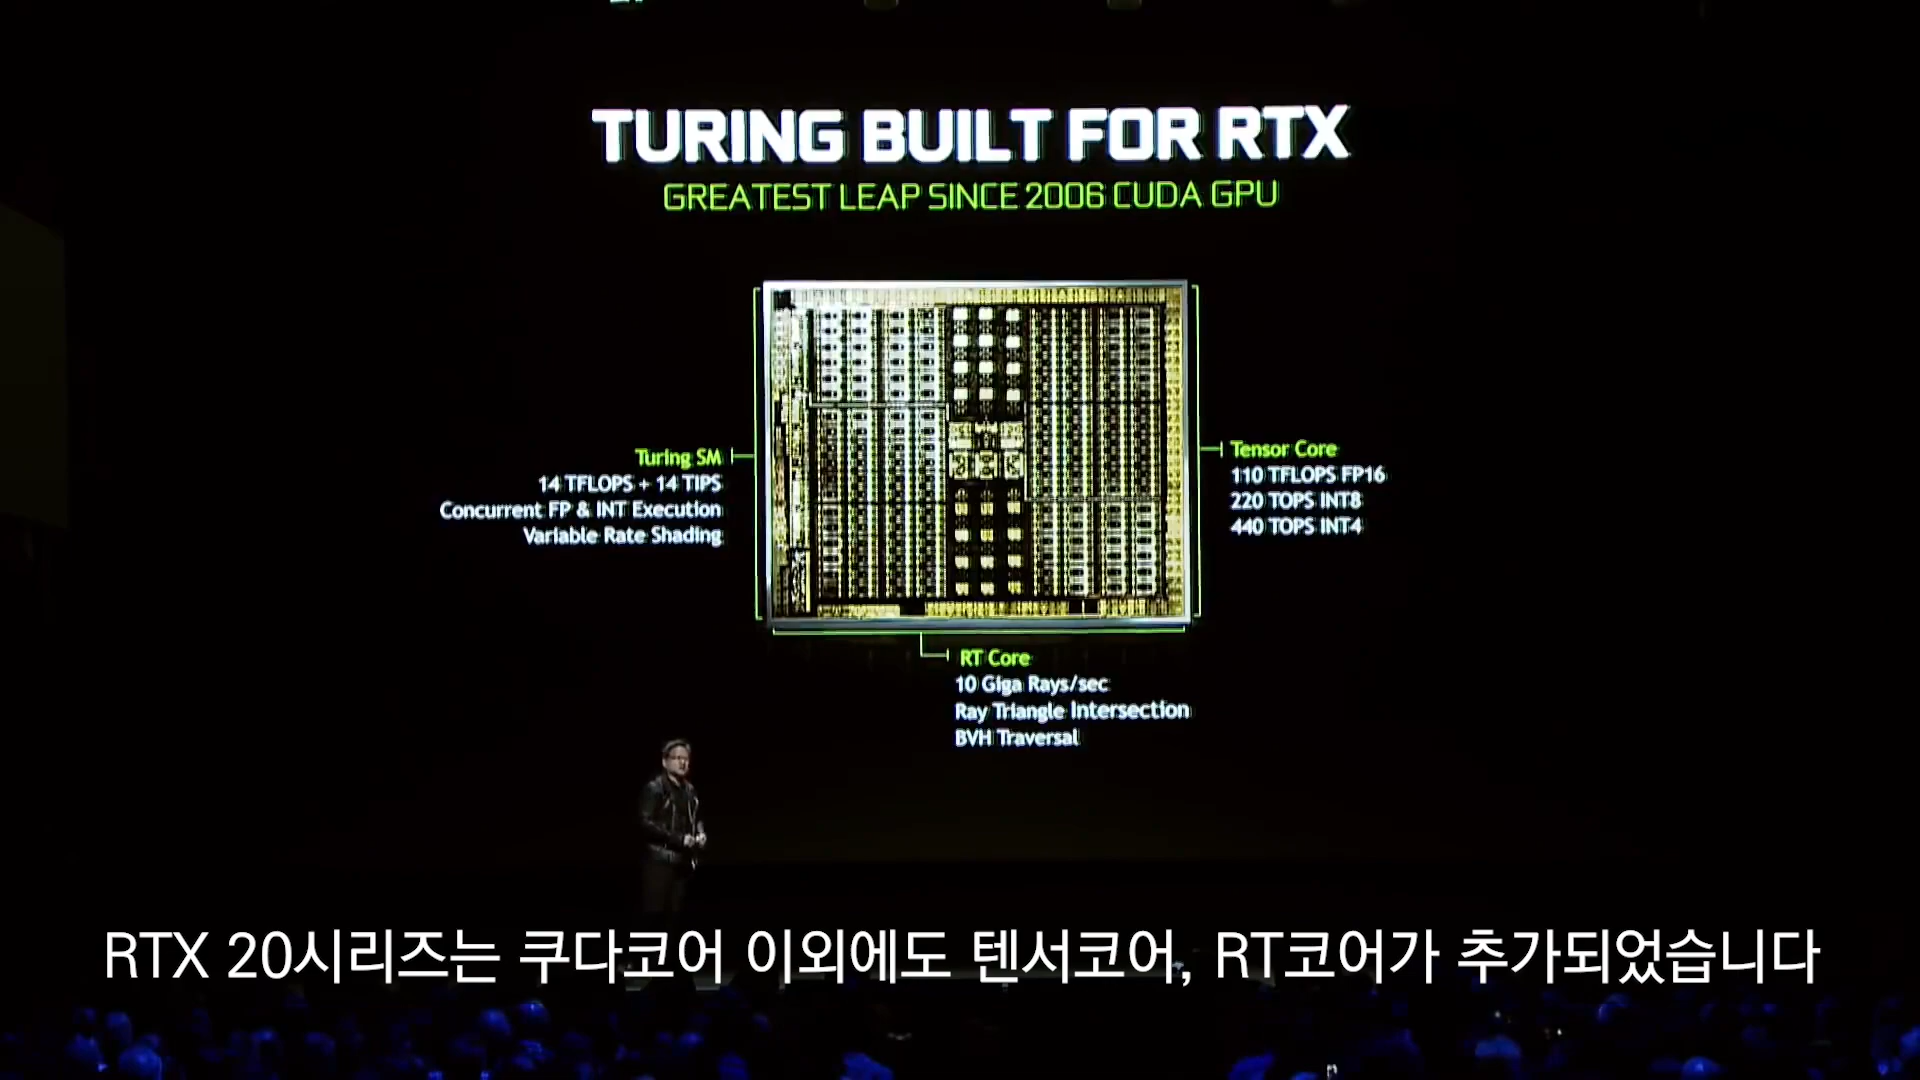 TURING BUILT FOR RTX
GREATEST LEAP SINCE 2006 CUDA GPU
Turing SM
14 TFLOPS + 14 TIPS
Concurrent FP & INT Execution
Variable Rate Shading
Tensor Core
110 TFLOPS FP16
220 TOPS INT8
440 TOPS INT4
RT Core
10 Giga Rays/sec
Ray Triangle Intersection
BVH Traversal
RTX 20시리즈는 쿠다코어 이외에도 텐서코어, RT코어가 추가되었습니다